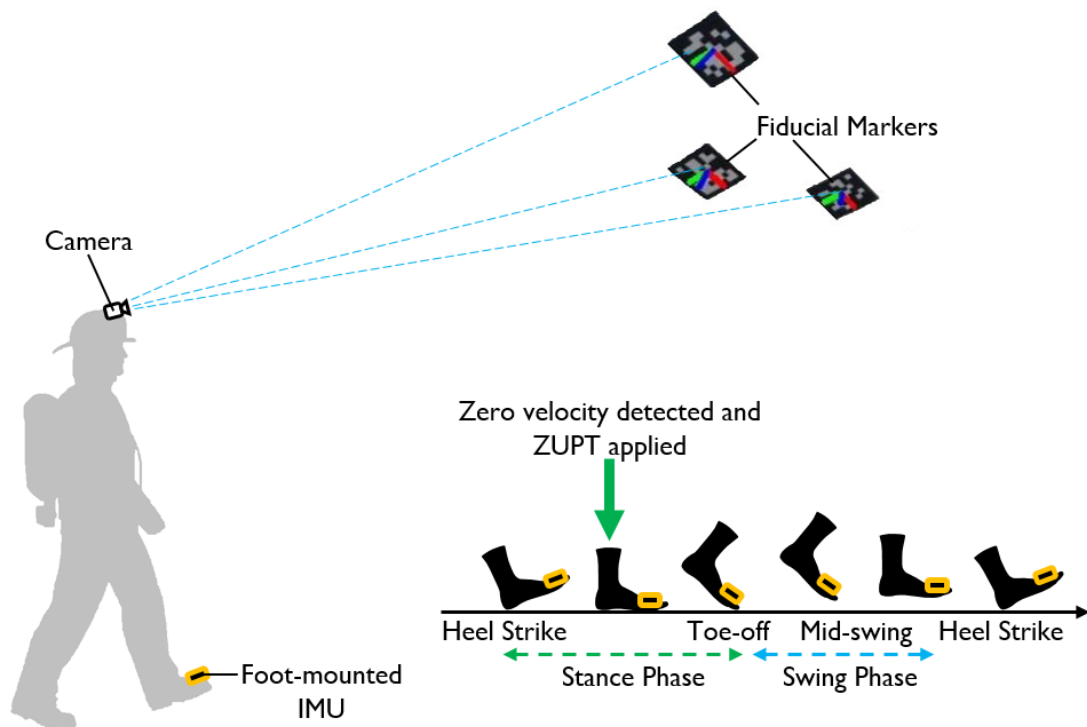 Fiducial Markers
Camera
Zero velocity detected and
ZUPT applied
Heel Strike
Toe-off
Mid-swing
Heel Strike
Stance Phase
Swing Phase
Foot-mounted
IMU